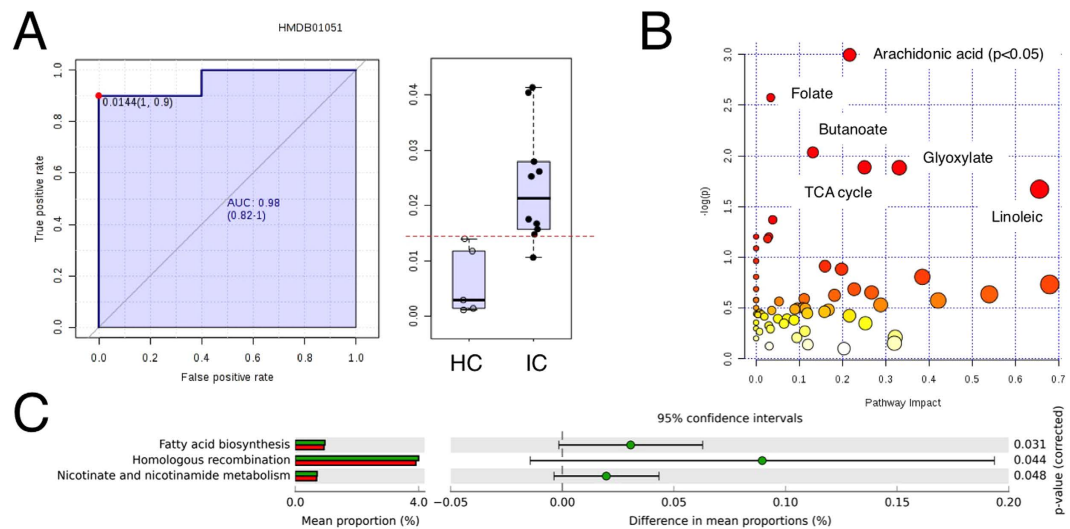 A
HMDB01051
True positive rate
0.0
0.2
0.4
0.6
0.8
1.0
0.0144(1, 0.9)
AUC: 0.98
(0.82-1)
0.0
0.2
0.4
0.6
0.8
1.0
False positive rate
0.00
0.01
0.02
0.03
0.04
HC
IC
B
-log(p)
0.0
0.5
1.0
1.5
2.0
2.5
3.0
Arachidonic acid (p<0.05)
Folate
Butanoate
Glyoxylate
TCA cycle
Linoleic
0.0
0.1
0.2
0.3
0.4
0.5
0.6
0.7
Pathway Impact
C
95% confidence intervals
Fatty acid biosynthesis
Homologous recombination
Nicotinate and nicotinamide metabolism
0.0
4.0
Mean proportion (%)
−0.05
0.00
0.05
0.10
0.15
0.20
Difference in mean proportions (%)
0.031
0.044
0.048
p-value (corrected)